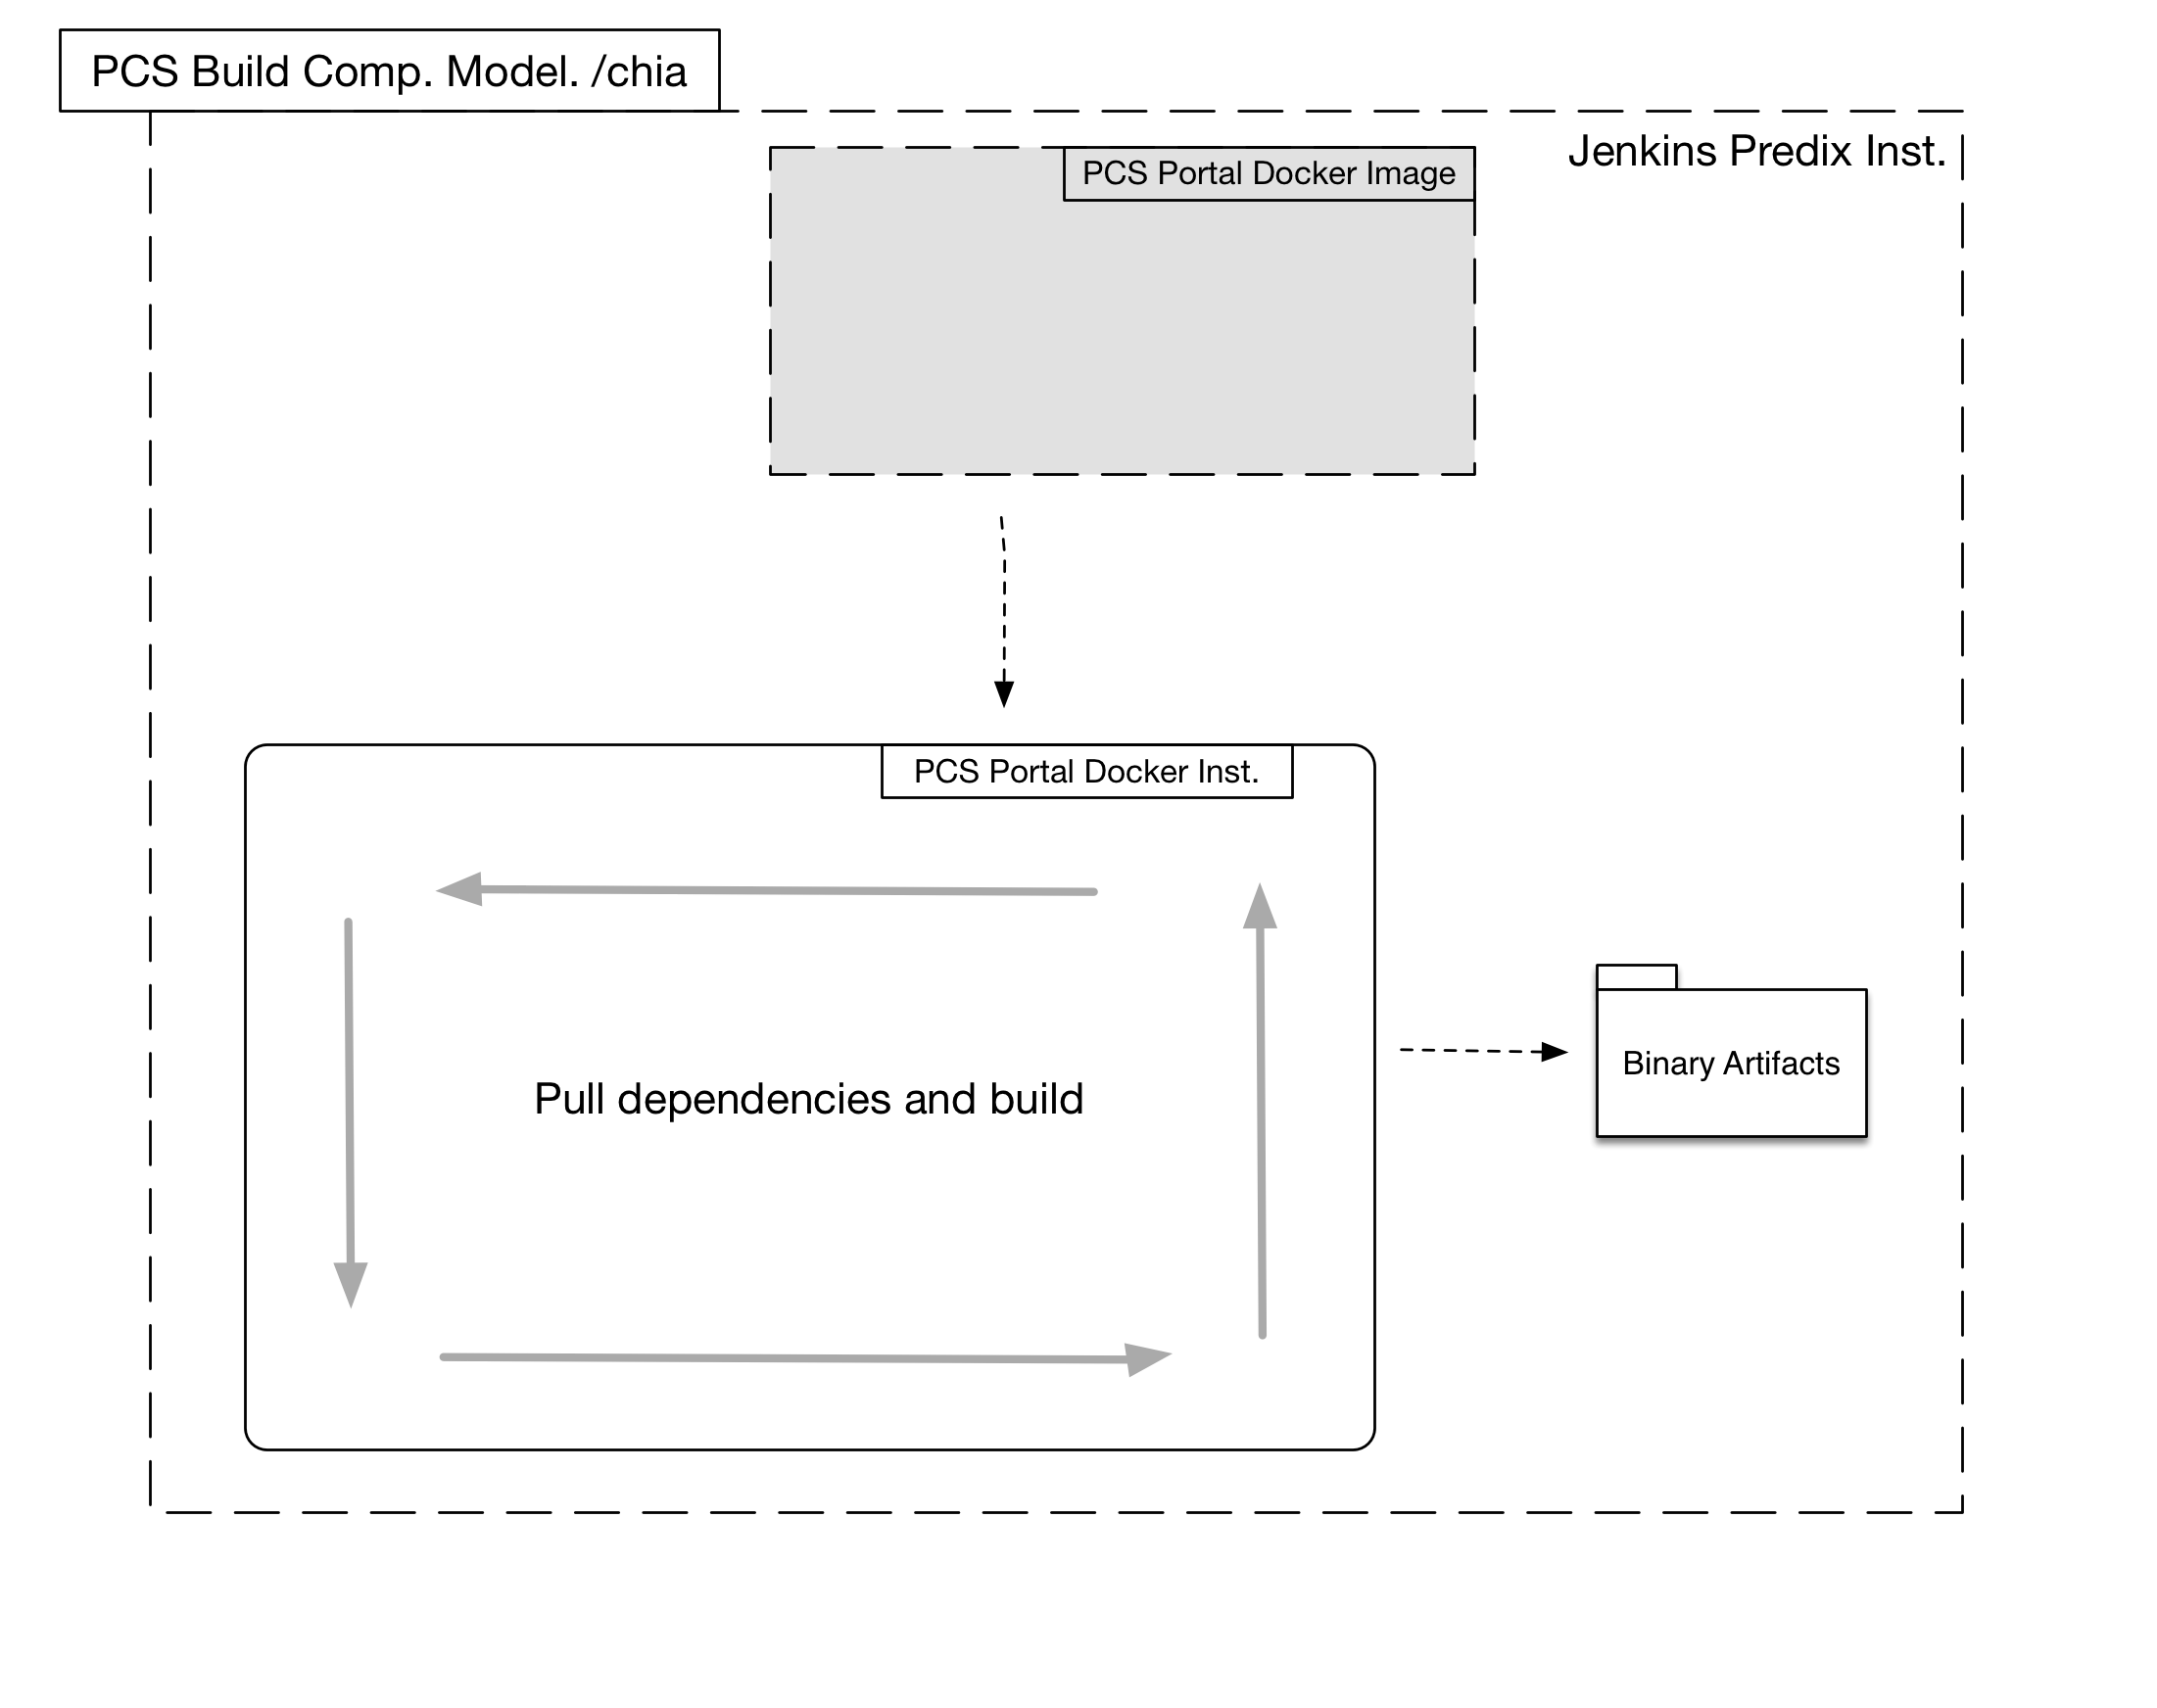 PCS Build Comp. Model. /chia
Jenkins Predix Inst.
PCS Portal Docker Image
PCS Portal Docker Inst.
Pull dependencies and build
Binary Artifacts